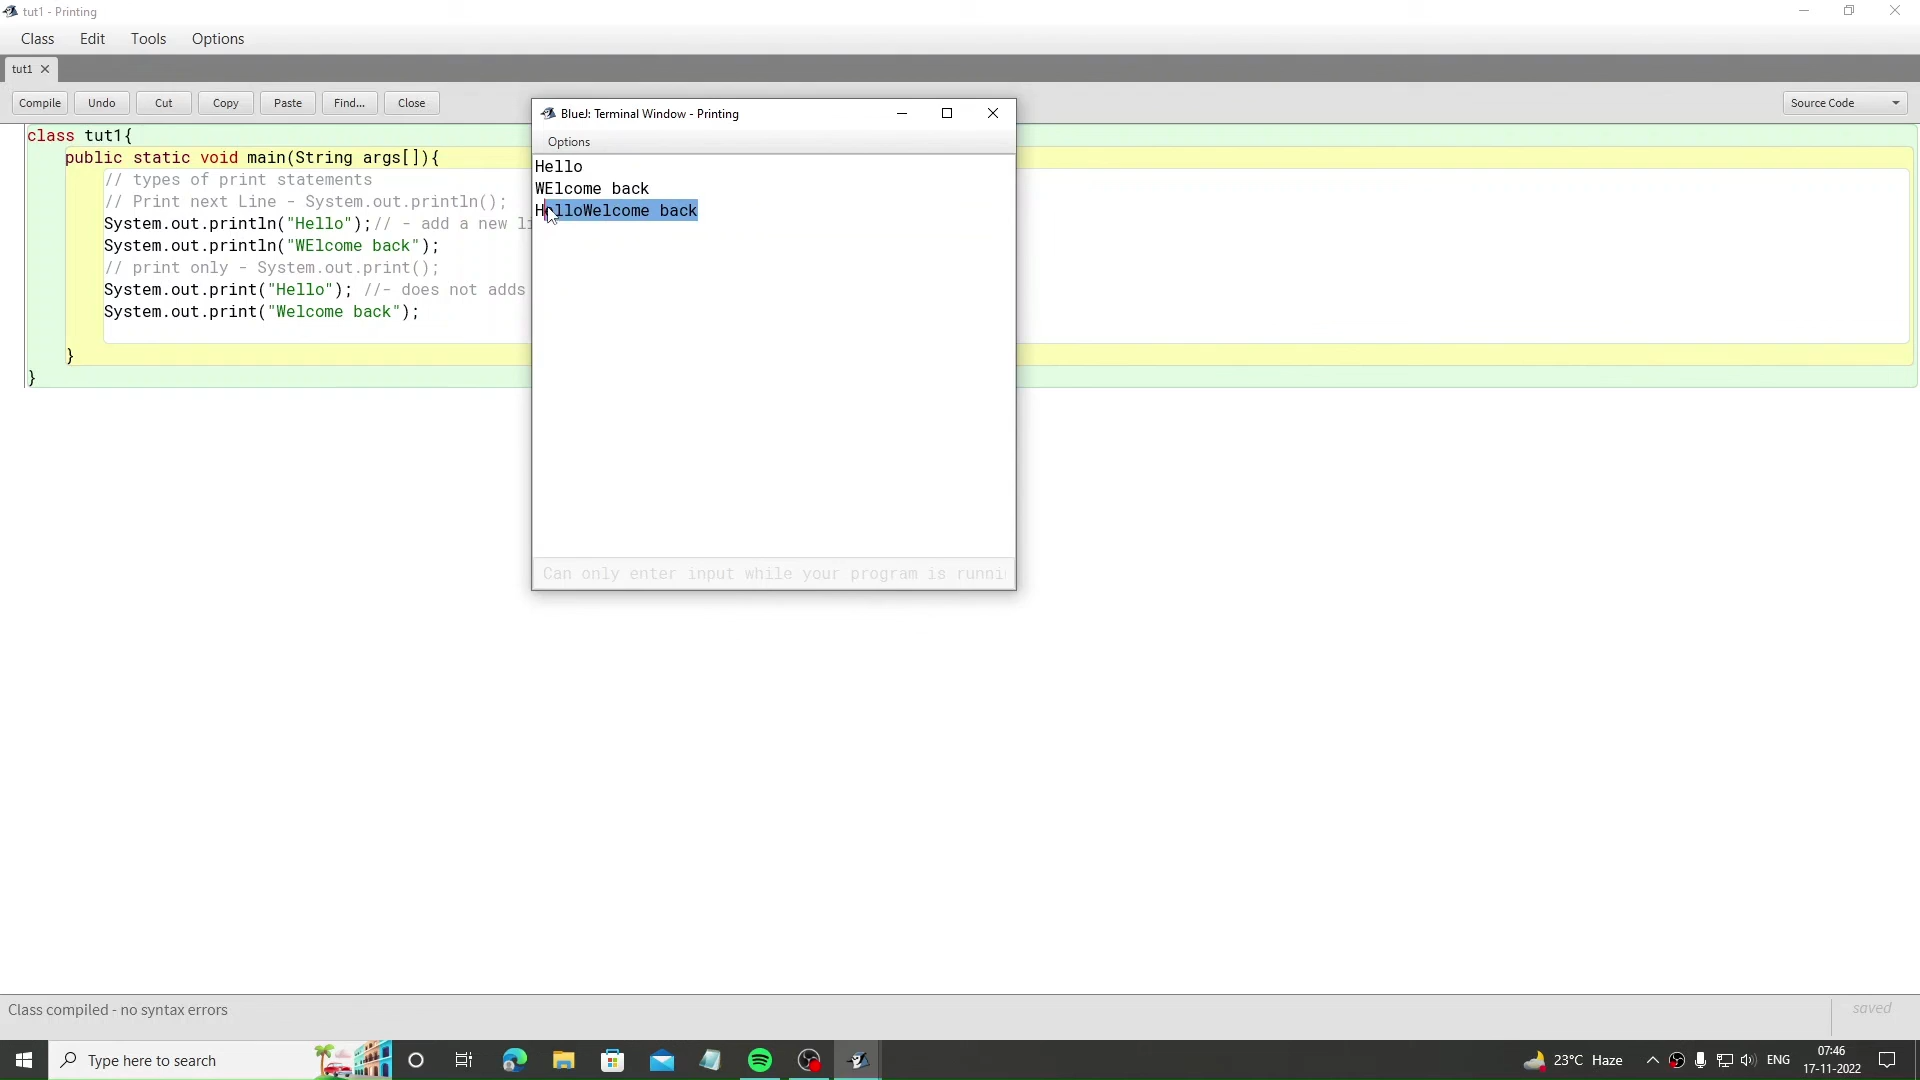 tut1 - Printing
Class Edit Tools Options
tut1
Compile Undo Cut Copy Paste Find... Close
Source Code
class tut1{
public static void main(String args[]){
// types of print statements
// Print next Line - System.out.println();
System.out.println("Hello");// - add a new li
System.out.println("WElcome back");
// print only - System.out.print();
System.out.print("Hello"); //- does not adds
System.out.print("Welcome back");
}
}
BlueJ: Terminal Window - Printing
Options
Hello
WElcome back
HelloWelcome back
Can only enter input while your program is runni
Class compiled - no syntax errors
saved
Type here to search
23°C Haze
ENG
07:46
17-11-2022